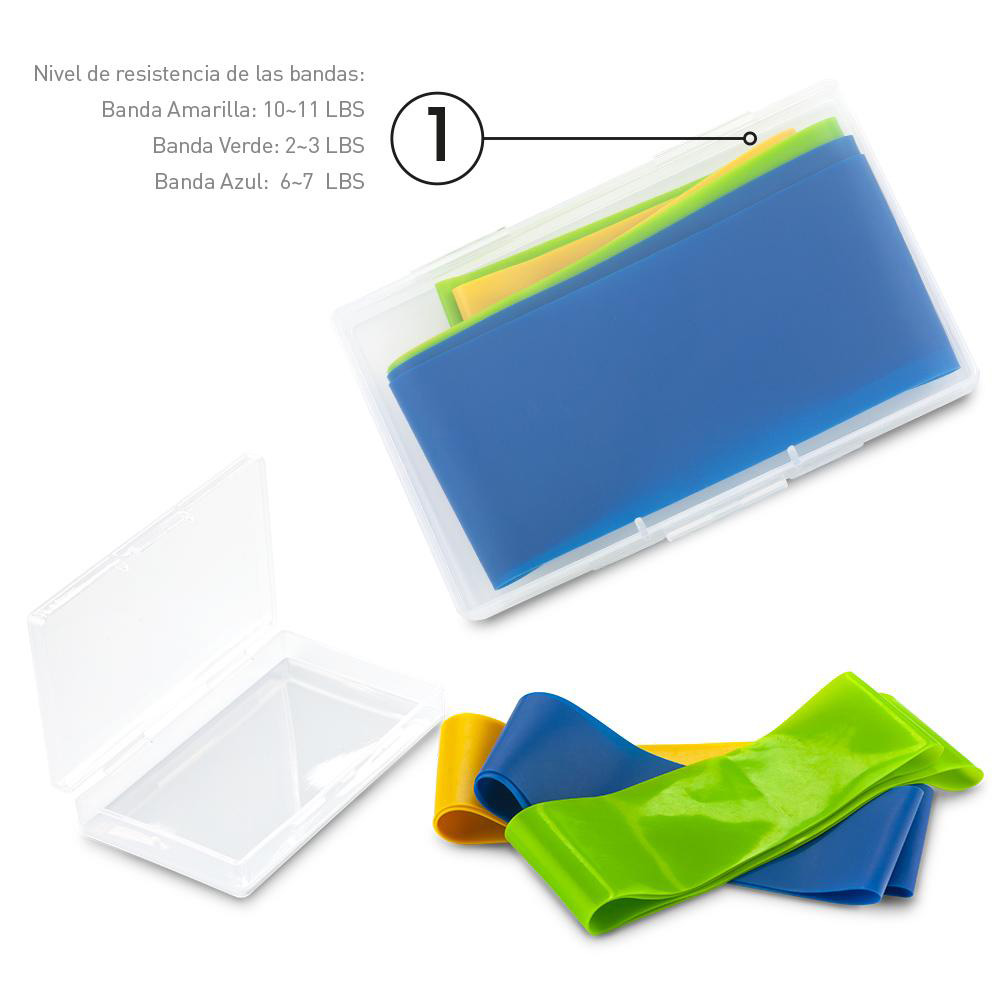 Nivel de resistencia de las bandas:
Banda Amarilla: 10~11 LBS
Banda Verde: 2~3 LBS
Banda Azul:  6~7  LBS
1